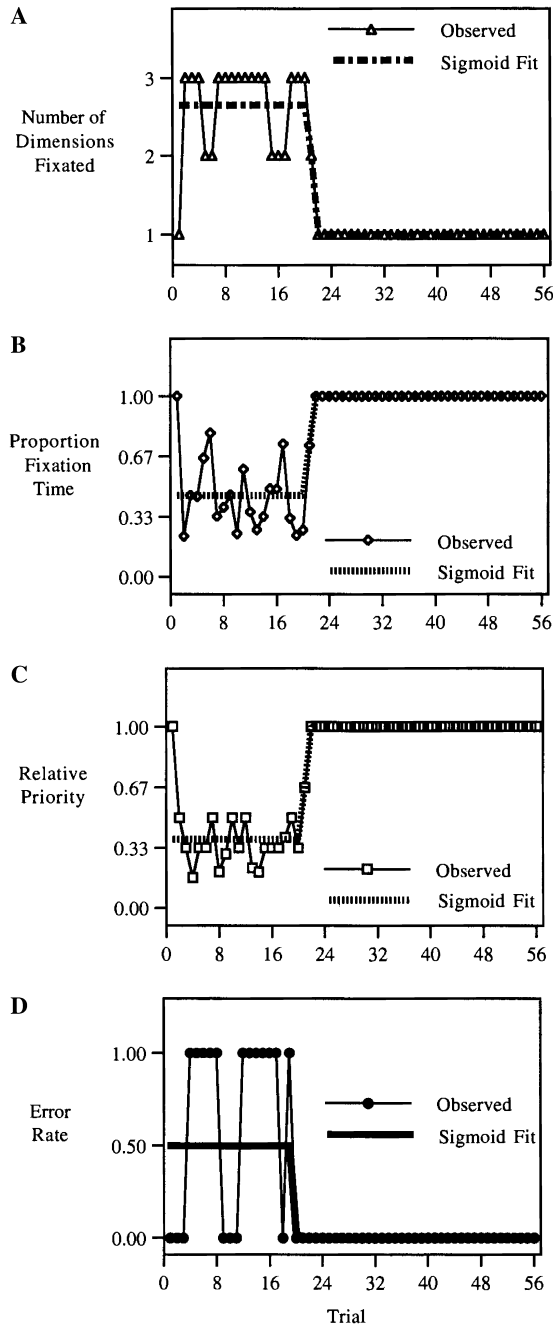 A
Observed
Sigmoid Fit
Number of
Dimensions
Fixated
3
2
1
0 8 16 24 32 40 48 56
B
1.00
Proportion
Fixation
Time
0.67
0.33
0.00
Observed
Sigmoid Fit
0 8 16 24 32 40 48 56
C
1.00
Relative
Priority
0.67
0.33
0.00
Observed
Sigmoid Fit
0 8 16 24 32 40 48 56
D
1.00
Error
Rate
0.50
0.00
Observed
Sigmoid Fit
0 8 16 24 32 40 48 56
Trial